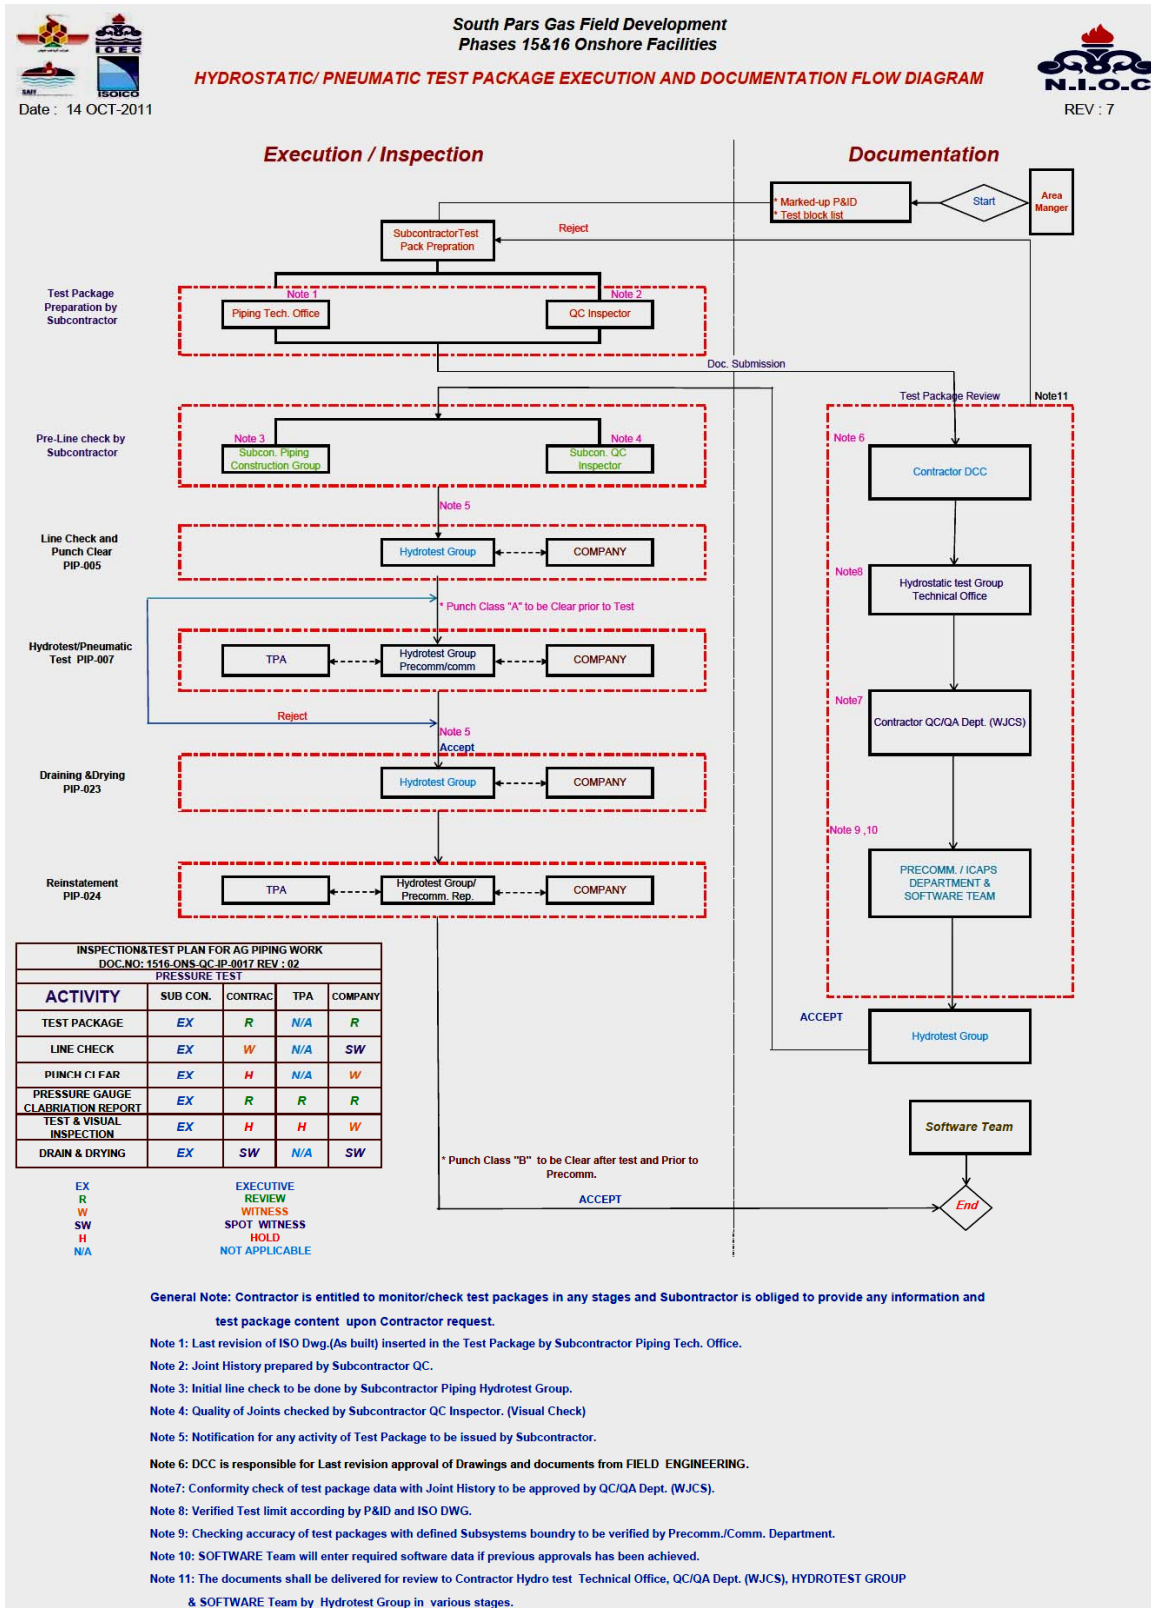 South Pars Gas Field Development
Phases 15&16 Onshore Facilities
HYDROSTATIC/ PNEUMATIC TEST PACKAGE EXECUTION AND DOCUMENTATION FLOW DIAGRAM
IOEC
SAFF
ISOICO
N.I.O.C
Date : 14 OCT-2011
REV : 7
Execution / Inspection
Documentation
* Marked-up P&ID
* Test block list
Start
Area
Manger
SubcontractorTest
Pack Prepration
Reject
Test Package
Preparation by
Subcontractor
Note 1
Piping Tech. Office
Note 2
QC Inspector
Doc. Submission
Test Package Review
Note11
Pre-Line check by
Subcontractor
Note 3
Subcon. Piping
Construction Group
Note 4
Subcon. QC
Inspector
Note 6
Contractor DCC
Note 5
Line Check and
Punch Clear
PIP-005
Hydrotest Group
COMPANY
Note8
Hydrostatic test Group
Technical Office
* Punch Class "A" to be Clear prior to Test
Hydrotest/Pneumatic
Test PIP-007
TPA
Hydrotest Group
Precomm/comm
COMPANY
Note7
Contractor QC/QA Dept. (WJCS)
Reject
Note 5
Accept
Draining &Drying
PIP-023
Hydrotest Group
COMPANY
Note 9 ,10
PRECOMM. / ICAPS
DEPARTMENT &
SOFTWARE TEAM
Reinstatement
PIP-024
TPA
Hydrotest Group/
Precomm. Rep.
COMPANY
ACCEPT
Hydrotest Group
INSPECTION&TEST PLAN FOR AG PIPING WORK
DOC.NO: 1516-ONS-QC-IP-0017 REV : 02
PRESSURE TEST
ACTIVITY SUB CON. CONTRAC TPA COMPANY
TEST PACKAGE EX R N/A R
LINE CHECK EX W N/A SW
PUNCH CLEAR EX H N/A W
PRESSURE GAUGE
CLABRIATION REPORT EX R R R
TEST & VISUAL
INSPECTION EX H H W
DRAIN & DRYING EX SW N/A SW
Software Team
* Punch Class "B" to be Clear after test and Prior to
Precomm.
ACCEPT
End
EX EXECUTIVE
R REVIEW
W WITNESS
SW SPOT WITNESS
H HOLD
N/A NOT APPLICABLE
General Note: Contractor is entitled to monitor/check test packages in any stages and Subontractor is obliged to provide any information and
test package content upon Contractor request.
Note 1: Last revision of ISO Dwg.(As built) inserted in the Test Package by Subcontractor Piping Tech. Office.
Note 2: Joint History prepared by Subcontractor QC.
Note 3: Initial line check to be done by Subcontractor Piping Hydrotest Group.
Note 4: Quality of Joints checked by Subcontractor QC Inspector. (Visual Check)
Note 5: Notification for any activity of Test Package to be issued by Subcontractor.
Note 6: DCC is responsible for Last revision approval of Drawings and documents from FIELD ENGINEERING.
Note7: Conformity check of test package data with Joint History to be approved by QC/QA Dept. (WJCS).
Note 8: Verified Test limit according by P&ID and ISO DWG.
Note 9: Checking accuracy of test packages with defined Subsystems boundry to be verified by Precomm./Comm. Department.
Note 10: SOFTWARE Team will enter required software data if previous approvals has been achieved.
Note 11: The documents shall be delivered for review to Contractor Hydro test Technical Office, QC/QA Dept. (WJCS), HYDROTEST GROUP
& SOFTWARE Team by Hydrotest Group in various stages.